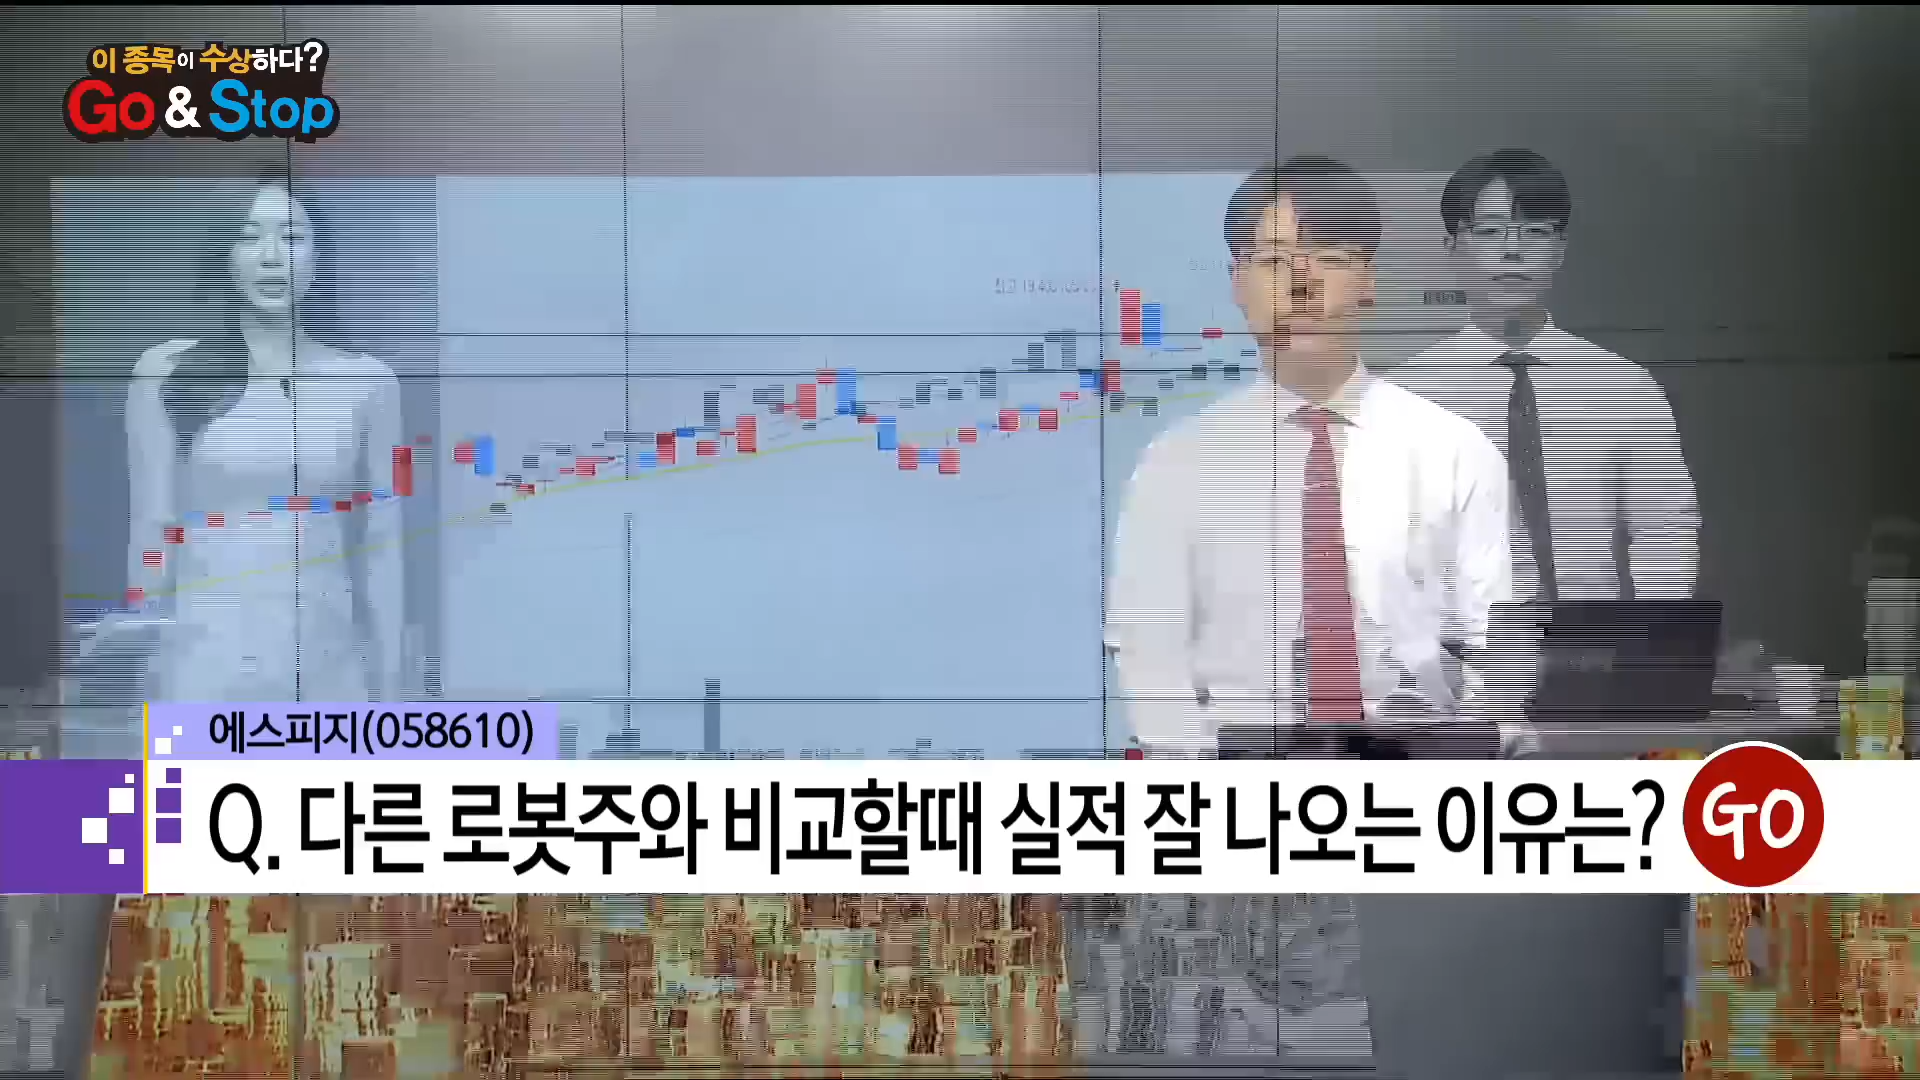 이 종목이 수상하다?
Go & Stop
에스피지(058610)
Q. 다른 로봇주와 비교할때 실적 잘 나오는 이유는?
GO